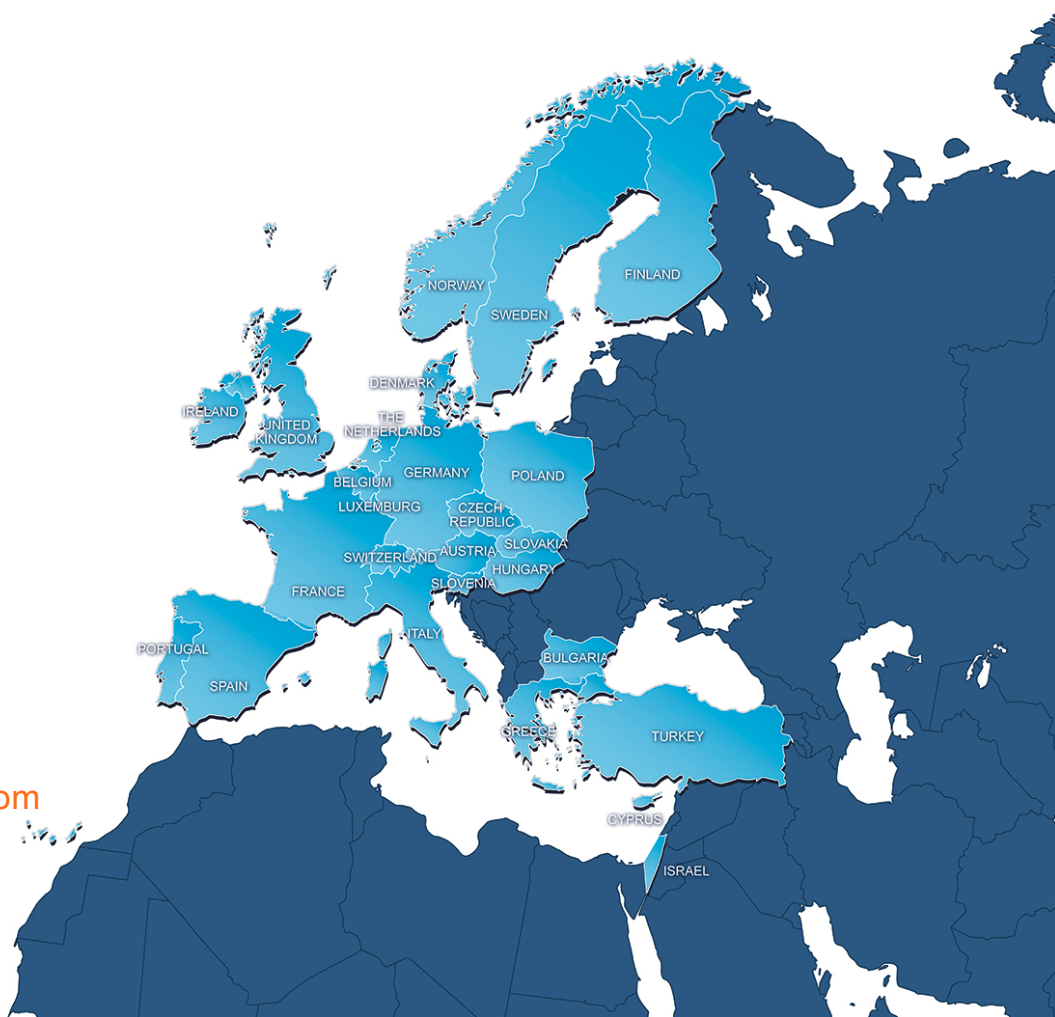 NORWAY
FINLAND
SWEDEN
DENMARK
IRELAND
UNITED
KINGDOM
THE
NETHERLANDS
BELGIUM
GERMANY
POLAND
LUXEMBURG
CZECH
REPUBLIC
SWITZERLAND
AUSTRIA
SLOVAKIA
HUNGARY
SLOVENIA
FRANCE
ITALY
PORTUGAL
SPAIN
BULGARIA
GREECE
TURKEY
om
CYPRUS
ISRAEL